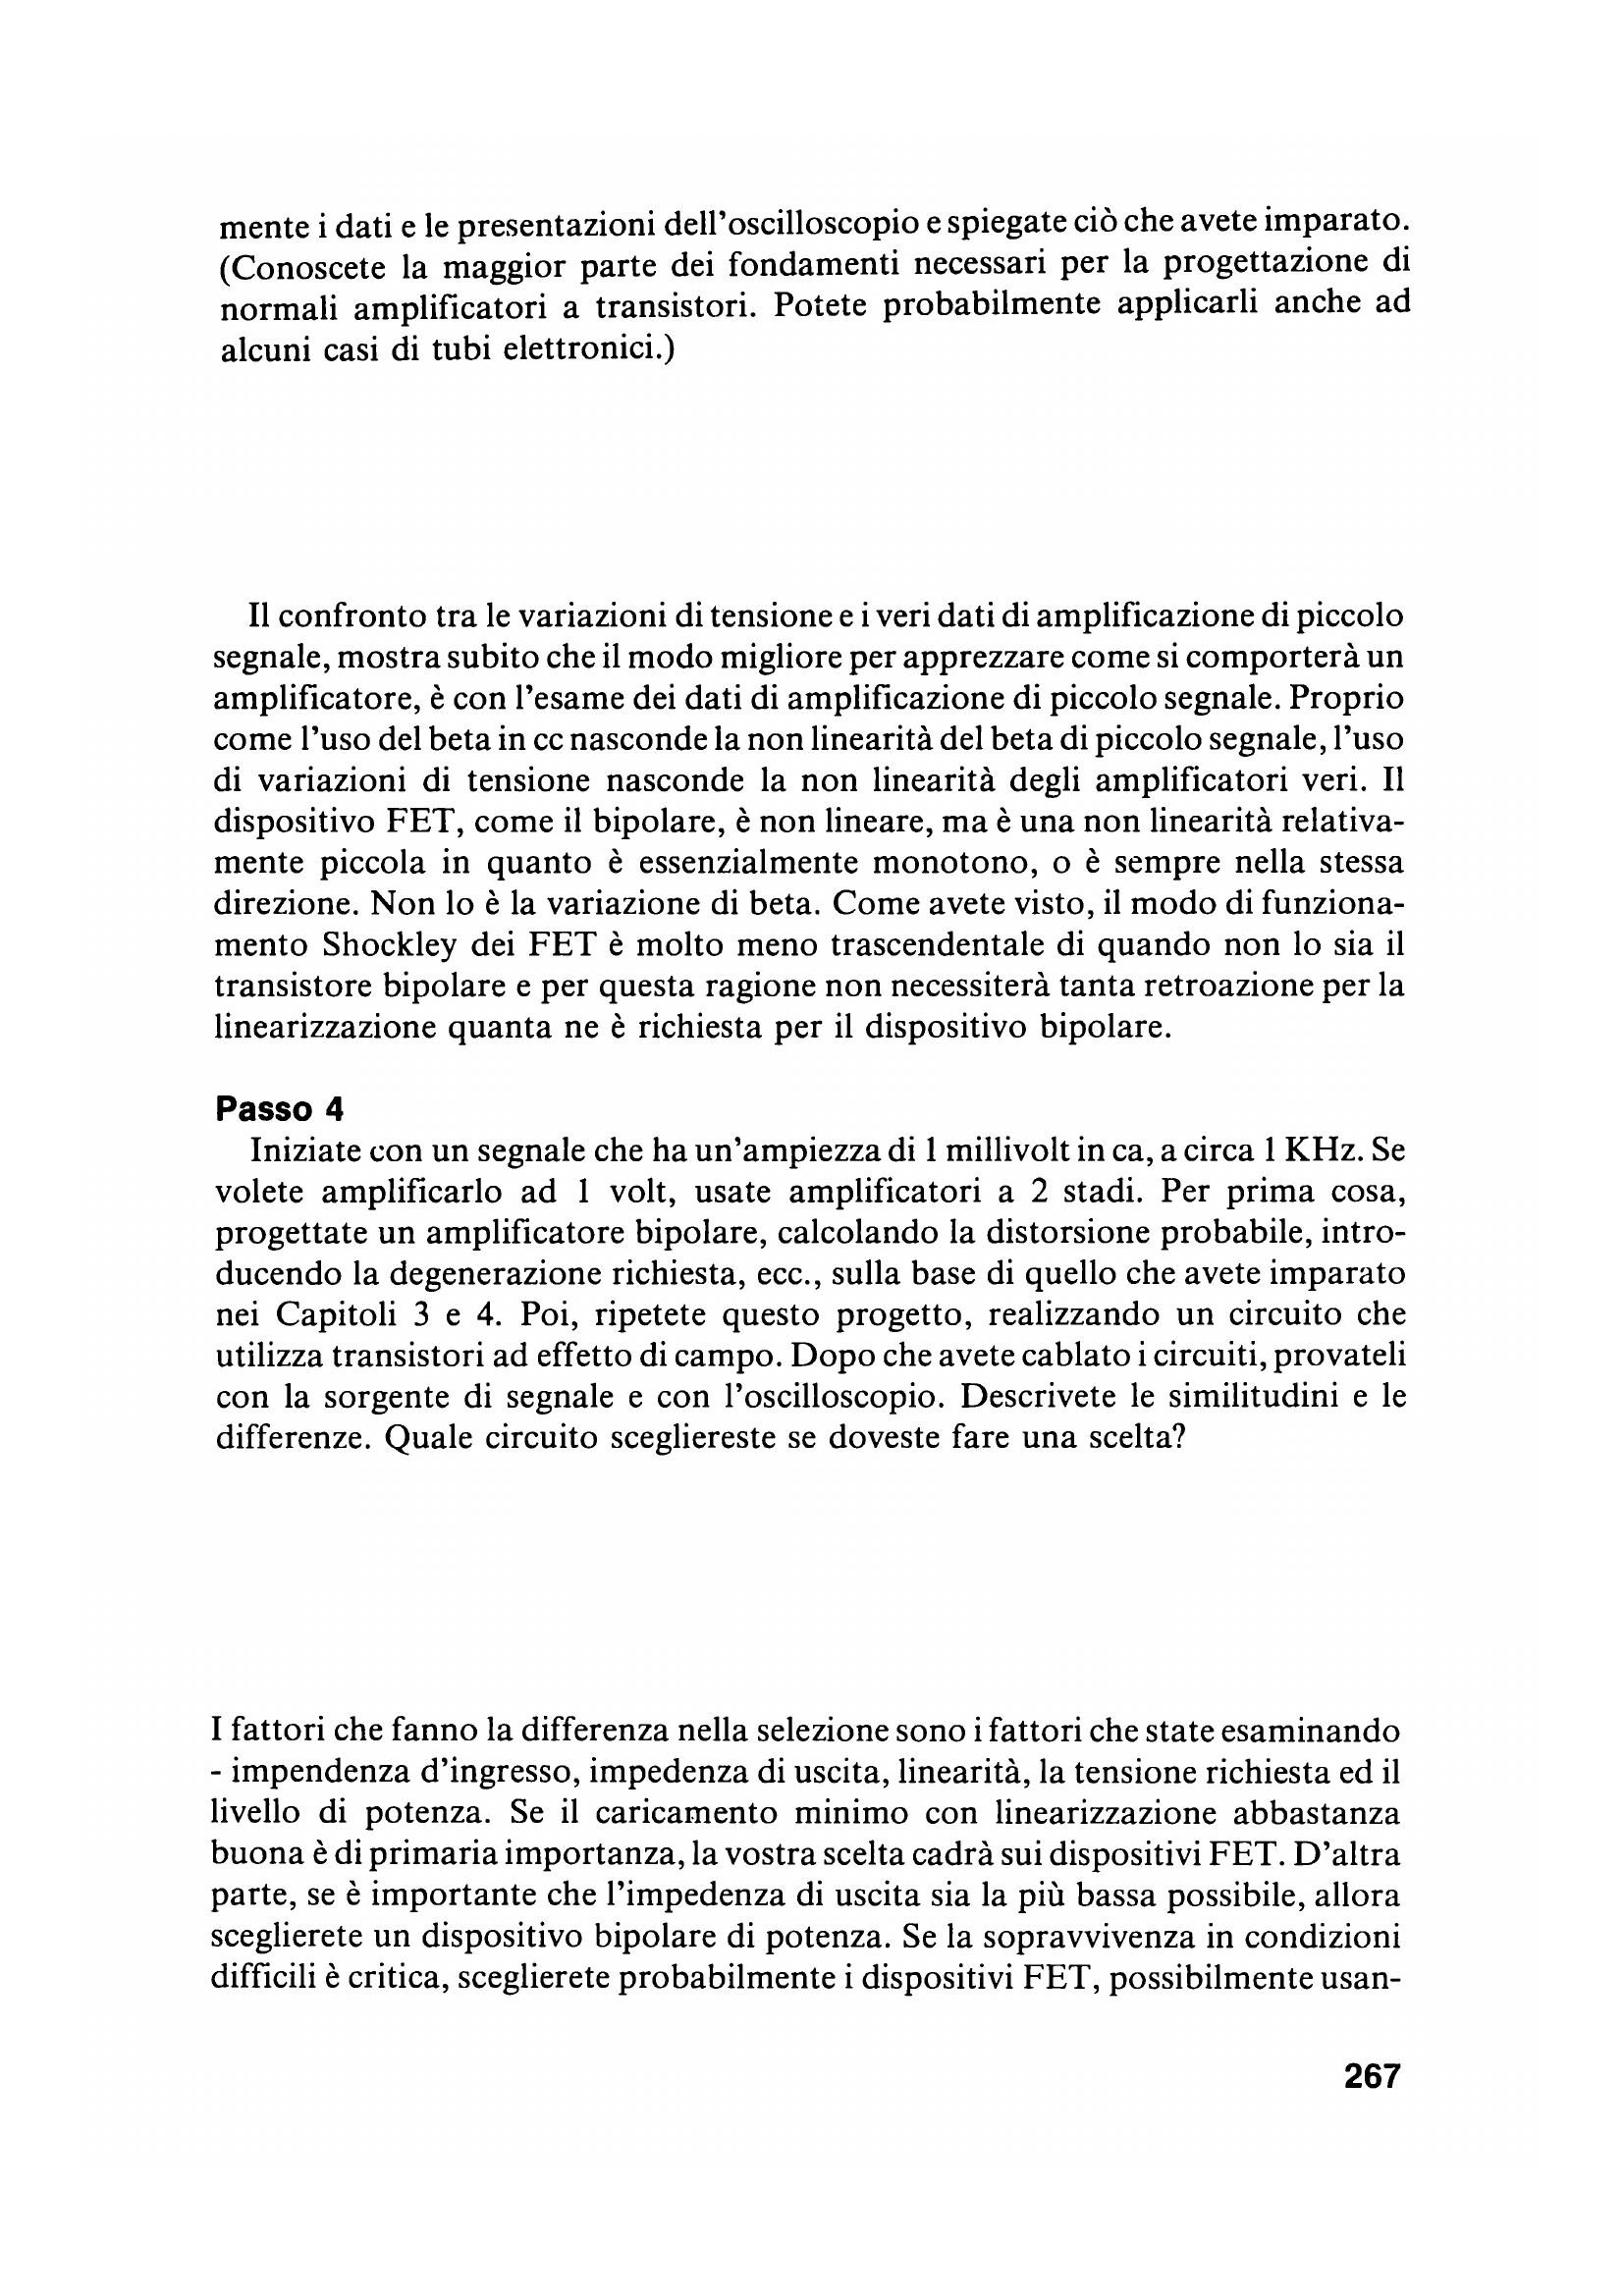 mente i dati e le presentazioni dell'oscilloscopio e spiegate ciò che avete imparato.
(Conoscete la maggior parte dei fondamenti necessari per la progettazione di
normali amplificatori a transistori. Potete probabilmente applicarli anche ad
alcuni casi di tubi elettronici.)
Il confronto tra le variazioni di tensione e i veri dati di amplificazione di piccolo
segnale, mostra subito che il modo migliore per apprezzare come si comporterà un
amplificatore, è con l'esame dei dati di amplificazione di piccolo segnale. Proprio
come l'uso del beta in cc nasconde la non linearità del beta di piccolo segnale, l'uso
di variazioni di tensione nasconde la non linearità degli amplificatori veri. Il
dispositivo FET, come il bipolare, è non lineare, ma è una non linearità relativa-
mente piccola in quanto è essenzialmente monotono, o è sempre nella stessa
direzione. Non lo è la variazione di beta. Come avete visto, il modo di funziona-
mento Shockley dei FET è molto meno trascendentale di quando non lo sia il
transistore bipolare e per questa ragione non necessiterà tanta retroazione per la
linearizzazione quanta ne è richiesta per il dispositivo bipolare.
Passo 4
Iniziate con un segnale che ha un'ampiezza di 1 millivolt in ca, a circa 1 KHz. Se
volete amplificarlo ad 1 volt, usate amplificatori a 2 stadi. Per prima cosa,
progettate un amplificatore bipolare, calcolando la distorsione probabile, intro-
ducendo la degenerazione richiesta, ecc., sulla base di quello che avete imparato
nei Capitoli 3 e 4. Poi, ripetete questo progetto, realizzando un circuito che
utilizza transistori ad effetto di campo. Dopo che avete cablato i circuiti, provateli
con la sorgente di segnale e con l'oscilloscopio. Descrivete le similitudini e le
differenze. Quale circuito scegliereste se doveste fare una scelta?
I fattori che fanno la differenza nella selezione sono i fattori che state esaminando
- impendenza d'ingresso, impedenza di uscita, linearità, la tensione richiesta ed il
livello di potenza. Se il caricamento minimo con linearizzazione abbastanza
buona è di primaria importanza, la vostra scelta cadrà sui dispositivi FET. D'altra
parte, se è importante che l'impedenza di uscita sia la più bassa possibile, allora
sceglierete un dispositivo bipolare di potenza. Se la sopravvivenza in condizioni
difficili è critica, sceglierete probabilmente i dispositivi FET, possibilmente usan-
267